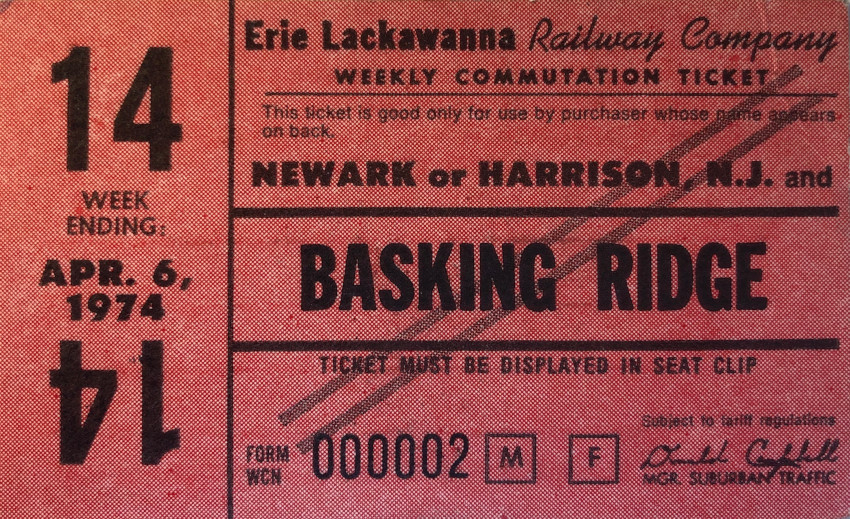 14
WEEK
ENDING:
APR. 6,
1974
14
Erie Lackawanna Railway Company
WEEKLY COMMUTATION TICKET
This ticket is good only for use by purchaser whose name appears
on back.
NEWARK or HARRISON, N.J. and
BASKING RIDGE
TICKET MUST BE DISPLAYED IN SEAT CLIP
Subject to tariff regulations
FORM
WCN
000002 M F
MGR. SUBURBAN TRAFFIC